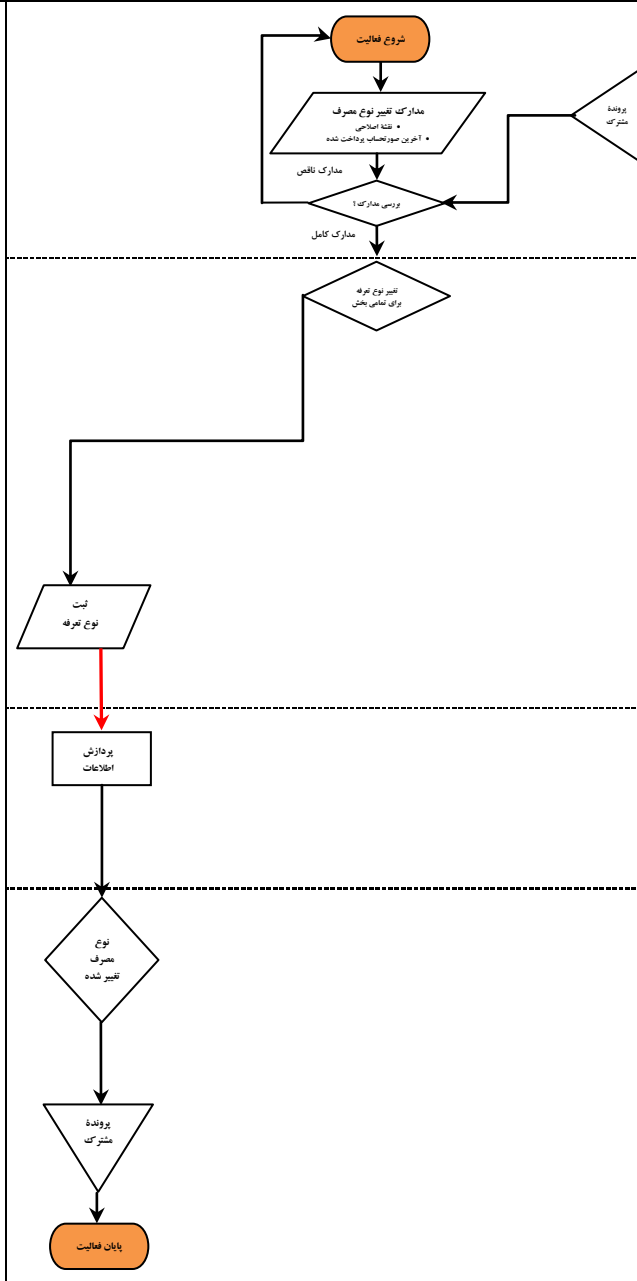 شروع فعالیت
مدارک تغییر نوع مصرف
• نقشهٔ اصلاحی
• آخرین صورتحساب پرداخت شده
پروندهٔ
مشترک
مدارک ناقص
بررسی مدارک ؟
مدارک کامل
تغییر نوع تعرفه
برای تمامی بخش
ثبت
نوع تعرفه
پردازش
اطلاعات
نوع
مصرف
تغییر شده
پروندهٔ
مشترک
پایان فعالیت